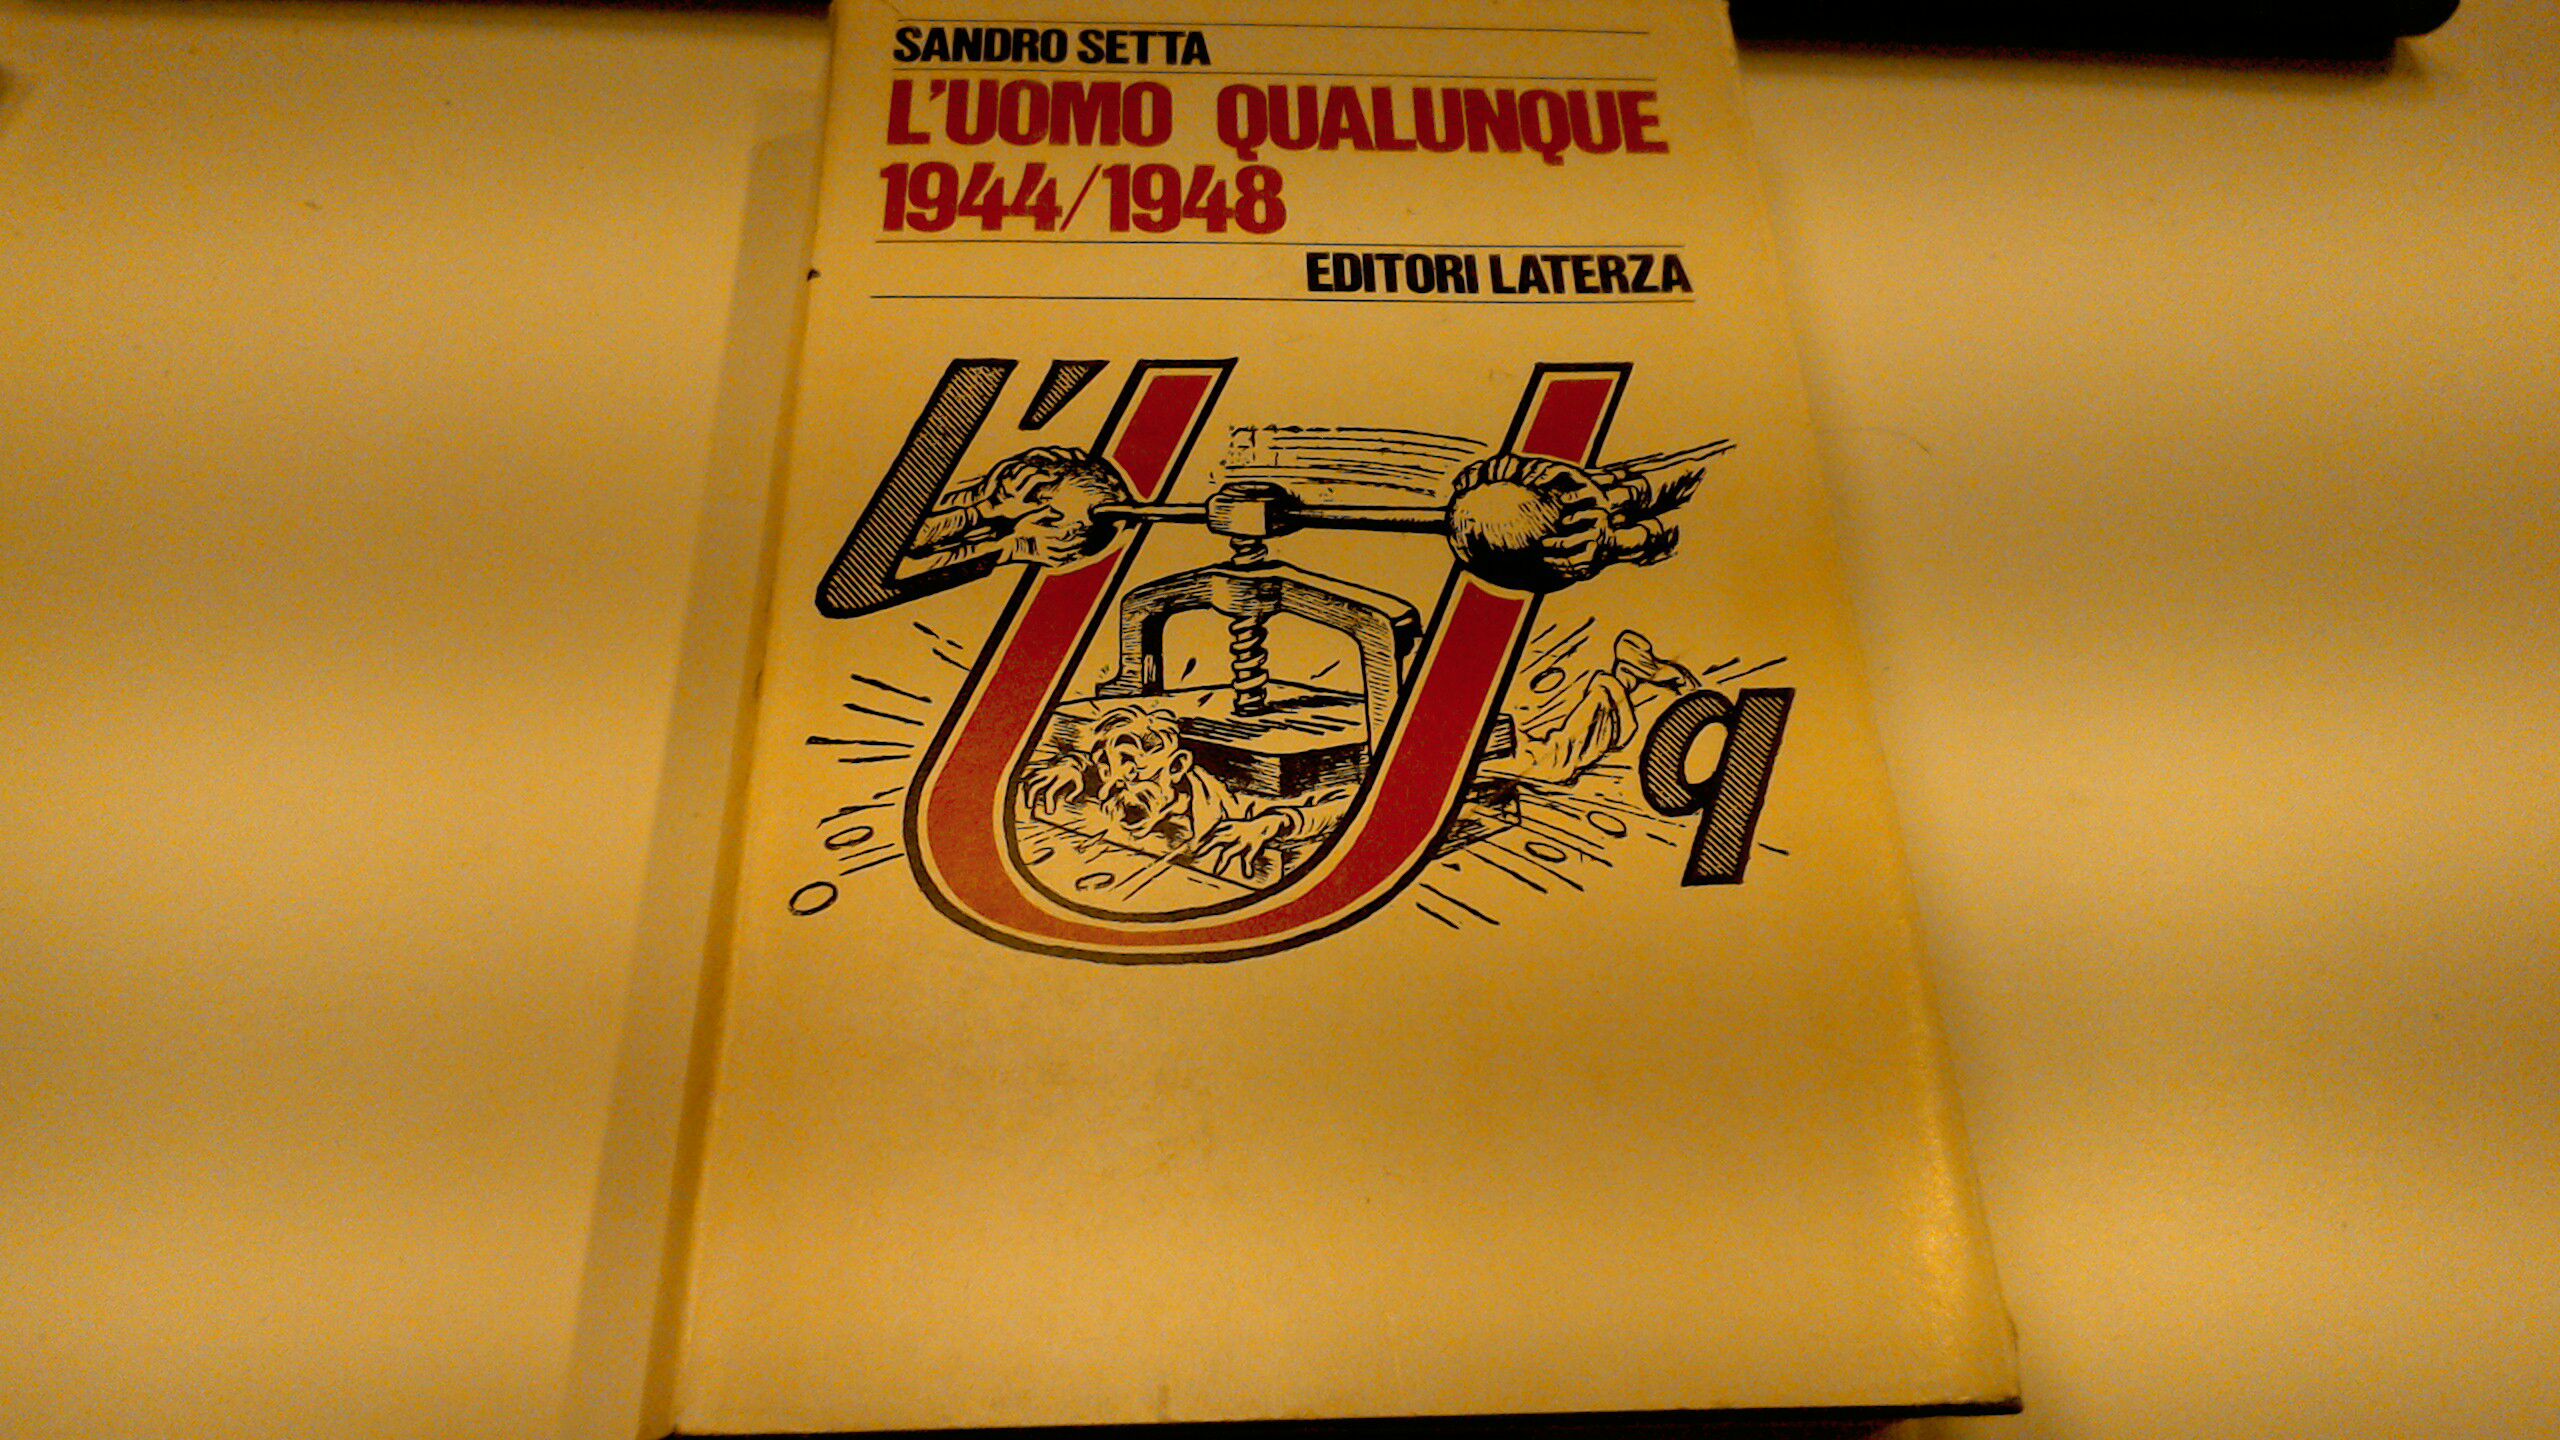 SANDRO SETTA
L'UOMO QUALUNQUE
1944/1948
EDITORI LATERZA
L'U q